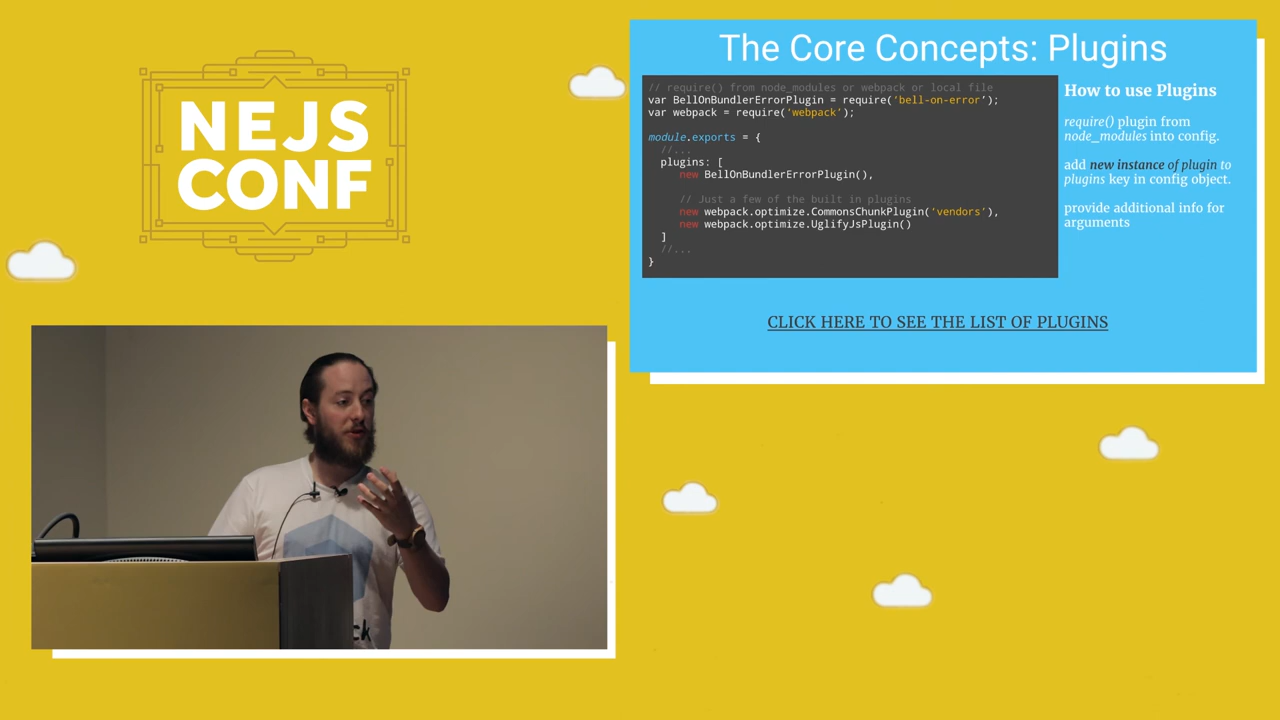 NEJS
CONF
The Core Concepts: Plugins
// require() from node_modules or webpack or local file
var BellOnBundlerErrorPlugin = require(‘bell-on-error’);
var webpack = require(‘webpack’);
module.exports = {
//...
plugins: [
new BellOnBundlerErrorPlugin(),
// Just a few of the built in plugins
new webpack.optimize.CommonsChunkPlugin(‘vendors’),
new webpack.optimize.UglifyJsPlugin()
]
//...
}
How to use Plugins
require() plugin from
node_modules into config.
add new instance of plugin to
plugins key in config object.
provide additional info for
arguments
CLICK HERE TO SEE THE LIST OF PLUGINS
ck